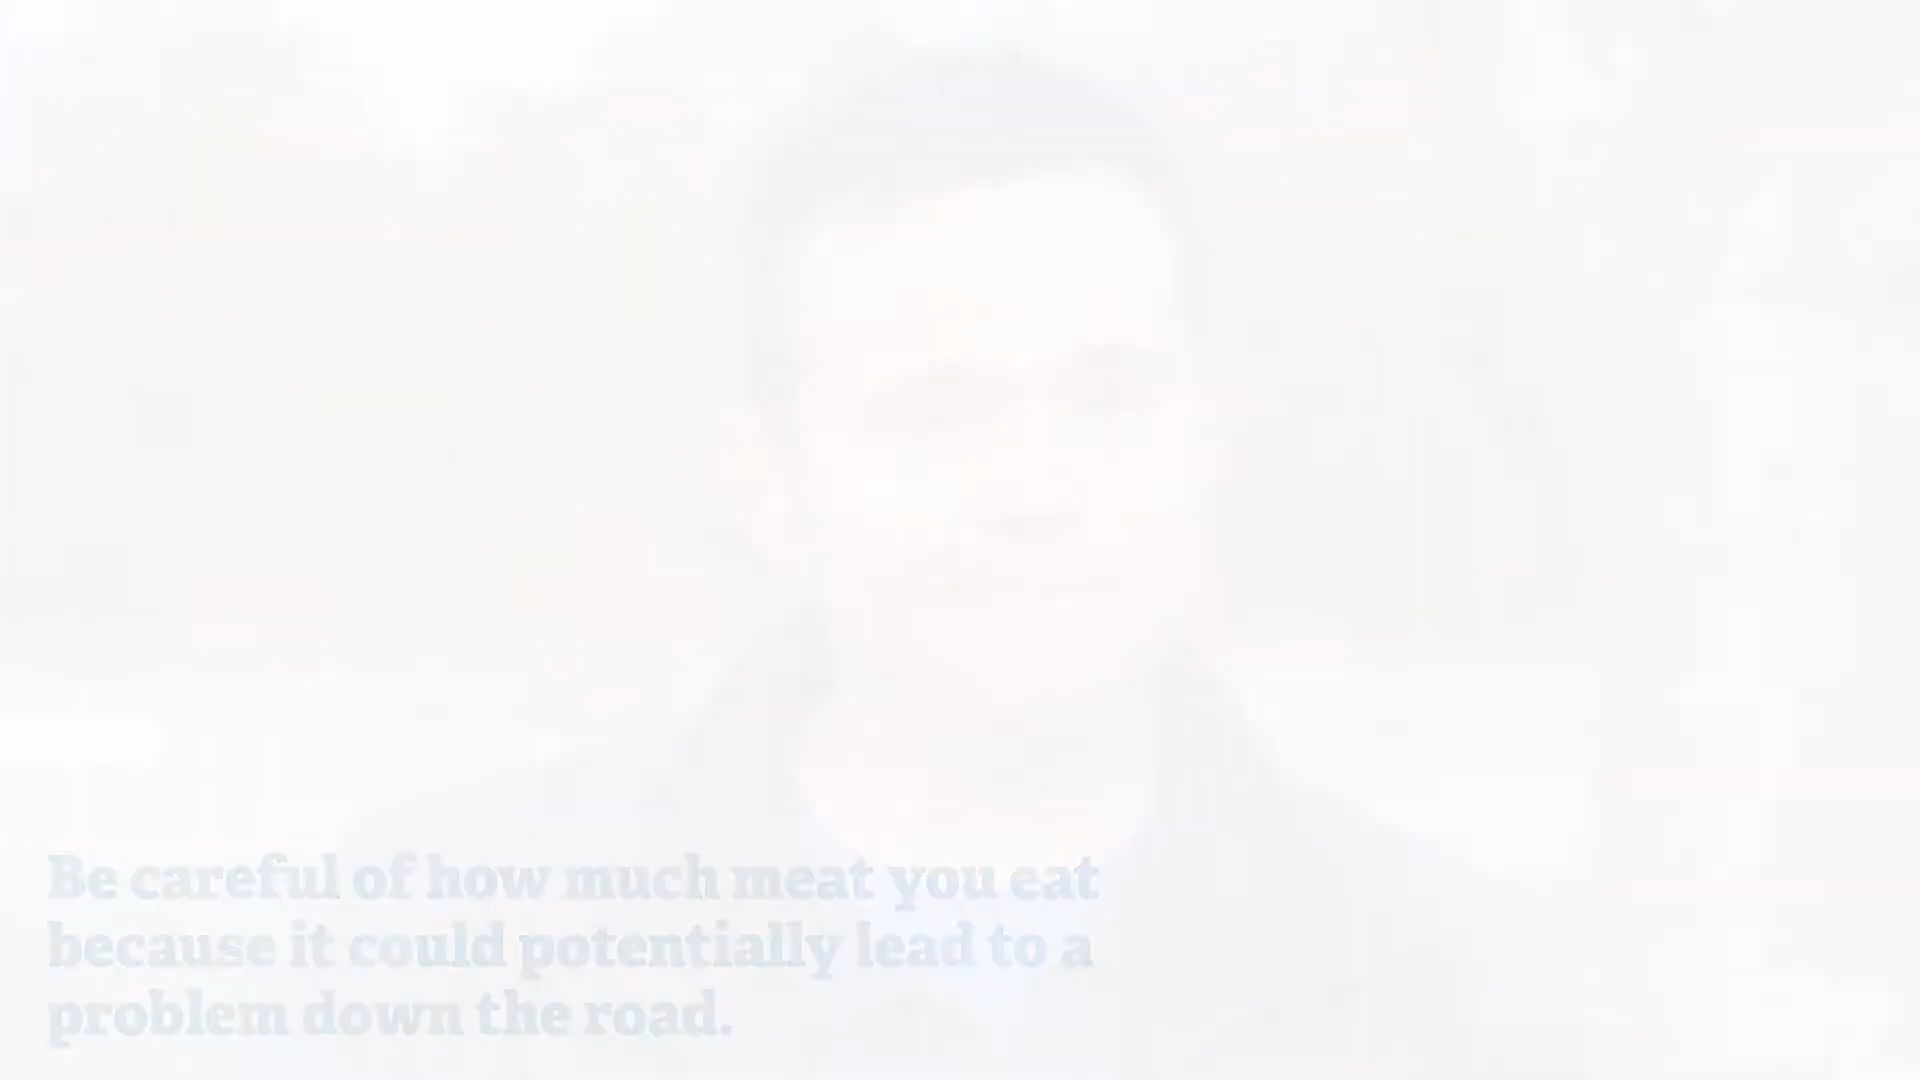 Be careful of how much meat you eat
because it could potentially lead to a
problem down the road.